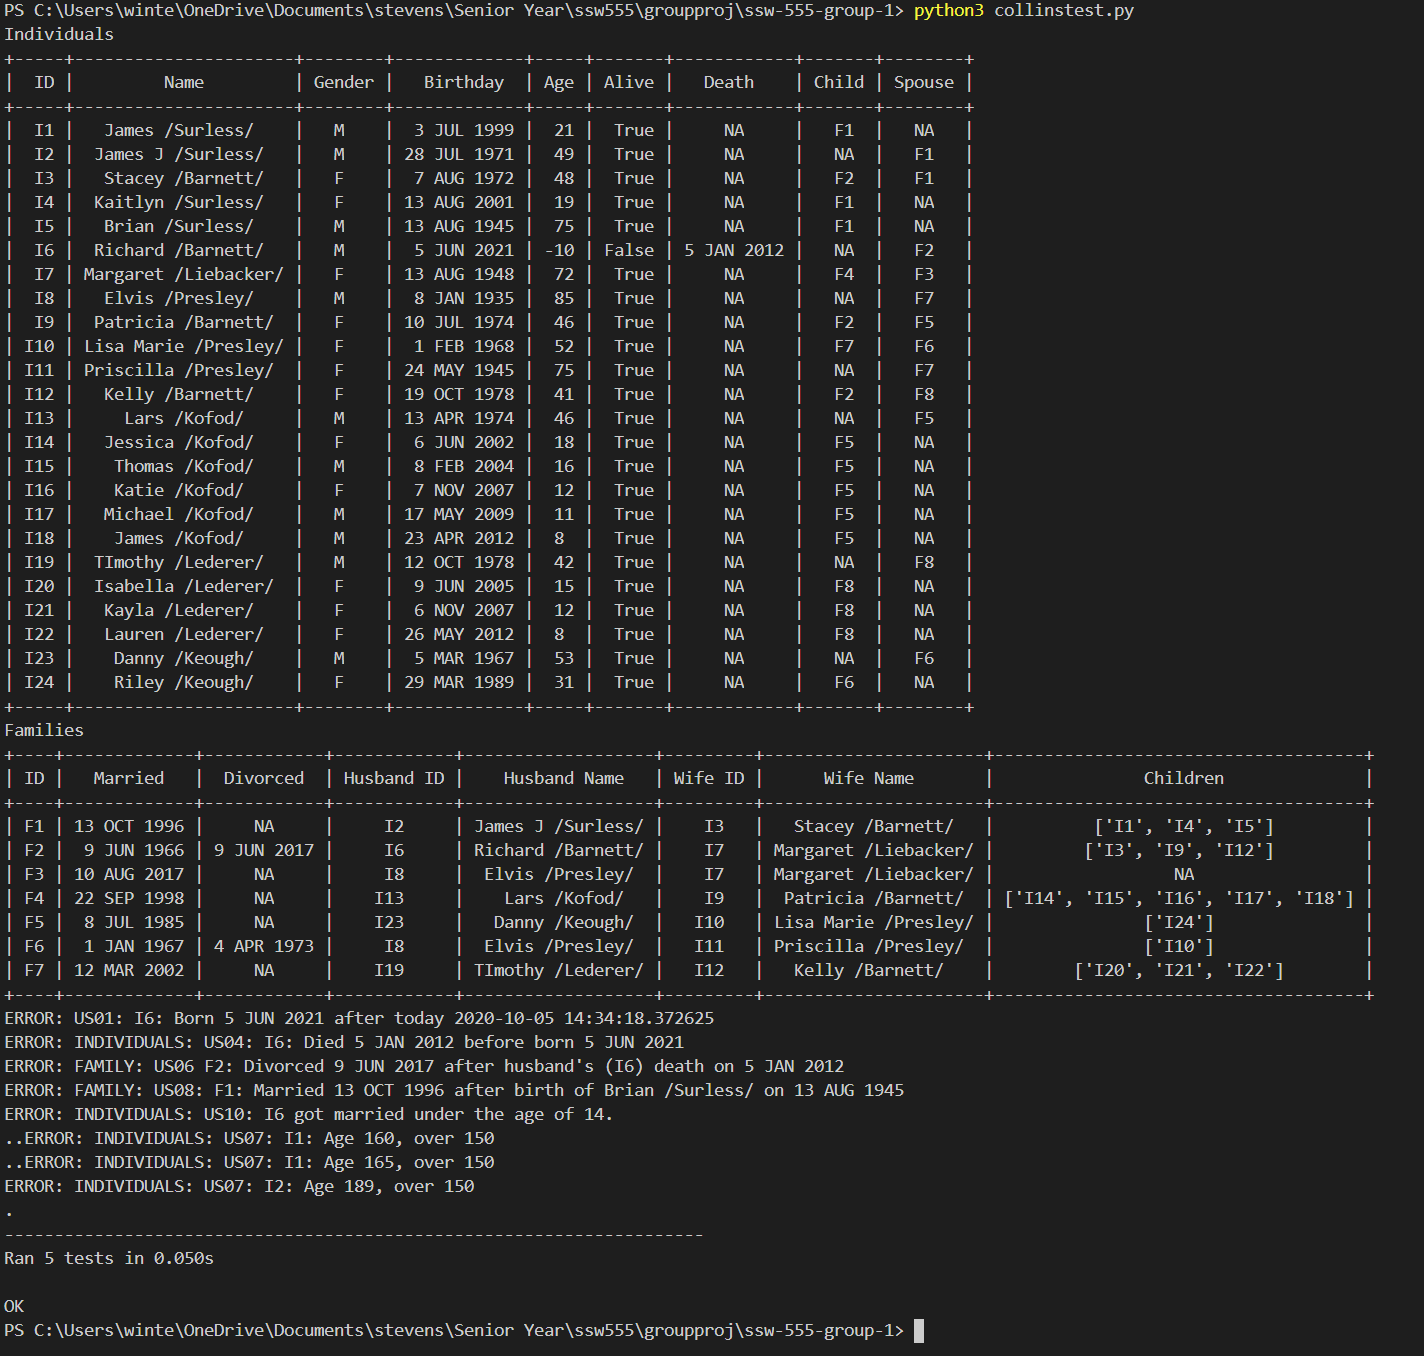 PS C:\Users\winte\OneDrive\Documents\stevens\Senior Year\ssw555\groupproj\ssw-555-group-1> python3 collinstest.py
Individuals
+-----+----------------------+--------+-------------+-----+-------+------------+-------+--------+
|  ID |         Name         | Gender |   Birthday  | Age | Alive |   Death    | Child | Spouse |
+-----+----------------------+--------+-------------+-----+-------+------------+-------+--------+
|  I1 |   James /Surless/    |   M    |  3 JUL 1999 |  21 |  True |     NA     |   F1  |   NA   |
|  I2 |  James J /Surless/   |   M    | 28 JUL 1971 |  49 |  True |     NA     |   NA  |   F1   |
|  I3 |   Stacey /Barnett/   |   F    |  7 AUG 1972 |  48 |  True |     NA     |   F2  |   F1   |
|  I4 |  Kaitlyn /Surless/   |   F    | 13 AUG 2001 |  19 |  True |     NA     |   F1  |   NA   |
|  I5 |   Brian /Surless/    |   M    | 13 AUG 1945 |  75 |  True |     NA     |   F1  |   NA   |
|  I6 |  Richard /Barnett/   |   M    |  5 JUN 2021 | -10 | False | 5 JAN 2012 |   NA  |   F2   |
|  I7 | Margaret /Liebacker/ |   F    | 13 AUG 1948 |  72 |  True |     NA     |   F4  |   F3   |
|  I8 |   Elvis /Presley/    |   M    |  8 JAN 1935 |  85 |  True |     NA     |   NA  |   F7   |
|  I9 |  Patricia /Barnett/  |   F    | 10 JUL 1974 |  46 |  True |     NA     |   F2  |   F5   |
| I10 | Lisa Marie /Presley/ |   F    |  1 FEB 1968 |  52 |  True |     NA     |   F7  |   F6   |
| I11 | Priscilla /Presley/  |   F    | 24 MAY 1945 |  75 |  True |     NA     |   NA  |   F7   |
| I12 |   Kelly /Barnett/    |   F    | 19 OCT 1978 |  41 |  True |     NA     |   F2  |   F8   |
| I13 |     Lars /Kofod/     |   M    | 13 APR 1974 |  46 |  True |     NA     |   NA  |   F5   |
| I14 |   Jessica /Kofod/    |   F    |  6 JUN 2002 |  18 |  True |     NA     |   F5  |   NA   |
| I15 |    Thomas /Kofod/    |   M    |  8 FEB 2004 |  16 |  True |     NA     |   F5  |   NA   |
| I16 |    Katie /Kofod/     |   F    |  7 NOV 2007 |  12 |  True |     NA     |   F5  |   NA   |
| I17 |   Michael /Kofod/    |   M    | 17 MAY 2009 |  11 |  True |     NA     |   F5  |   NA   |
| I18 |    James /Kofod/     |   M    | 23 APR 2012 |  8  |  True |     NA     |   F5  |   NA   |
| I19 |  TImothy /Lederer/   |   M    | 12 OCT 1978 |  42 |  True |     NA     |   NA  |   F8   |
| I20 |  Isabella /Lederer/  |   F    |  9 JUN 2005 |  15 |  True |     NA     |   F8  |   NA   |
| I21 |   Kayla /Lederer/    |   F    |  6 NOV 2007 |  12 |  True |     NA     |   F8  |   NA   |
| I22 |   Lauren /Lederer/   |   F    | 26 MAY 2012 |  8  |  True |     NA     |   F8  |   NA   |
| I23 |    Danny /Keough/    |   M    |  5 MAR 1967 |  53 |  True |     NA     |   NA  |   F6   |
| I24 |    Riley /Keough/    |   F    | 29 MAR 1989 |  31 |  True |     NA     |   F6  |   NA   |
+-----+----------------------+--------+-------------+-----+-------+------------+-------+--------+
Families
+----+-------------+------------+------------+-------------------+---------+----------------------+-------------------------------------+
| ID |   Married   |  Divorced  | Husband ID |    Husband Name   | Wife ID |      Wife Name       |               Children              |
+----+-------------+------------+------------+-------------------+---------+----------------------+-------------------------------------+
| F1 | 13 OCT 1996 |     NA     |     I2     | James J /Surless/ |    I3   |   Stacey /Barnett/   |          ['I1', 'I4', 'I5']         |
| F2 |  9 JUN 1966 | 9 JUN 2017 |     I6     | Richard /Barnett/ |    I7   | Margaret /Liebacker/ |         ['I3', 'I9', 'I12']         |
| F3 | 10 AUG 2017 |     NA     |     I8     |  Elvis /Presley/  |    I7   | Margaret /Liebacker/ |                  NA                 |
| F4 | 22 SEP 1998 |     NA     |    I13     |    Lars /Kofod/   |    I9   |  Patricia /Barnett/  | ['I14', 'I15', 'I16', 'I17', 'I18'] |
| F5 |  8 JUL 1985 |     NA     |    I23     |   Danny /Keough/  |   I10   | Lisa Marie /Presley/ |               ['I24']               |
| F6 |  1 JAN 1967 | 4 APR 1973 |     I8     |  Elvis /Presley/  |   I11   | Priscilla /Presley/  |               ['I10']               |
| F7 | 12 MAR 2002 |     NA     |    I19     | TImothy /Lederer/ |   I12   |   Kelly /Barnett/    |        ['I20', 'I21', 'I22']        |
+----+-------------+------------+------------+-------------------+---------+----------------------+-------------------------------------+
ERROR: US01: I6: Born 5 JUN 2021 after today 2020-10-05 14:34:18.372625
ERROR: INDIVIDUALS: US04: I6: Died 5 JAN 2012 before born 5 JUN 2021
ERROR: FAMILY: US06 F2: Divorced 9 JUN 2017 after husband's (I6) death on 5 JAN 2012
ERROR: FAMILY: US08: F1: Married 13 OCT 1996 after birth of Brian /Surless/ on 13 AUG 1945
ERROR: INDIVIDUALS: US10: I6 got married under the age of 14.
..ERROR: INDIVIDUALS: US07: I1: Age 160, over 150
..ERROR: INDIVIDUALS: US07: I1: Age 165, over 150
ERROR: INDIVIDUALS: US07: I2: Age 189, over 150
.
----------------------------------------------------------------------
Ran 5 tests in 0.050s

OK
PS C:\Users\winte\OneDrive\Documents\stevens\Senior Year\ssw555\groupproj\ssw-555-group-1>